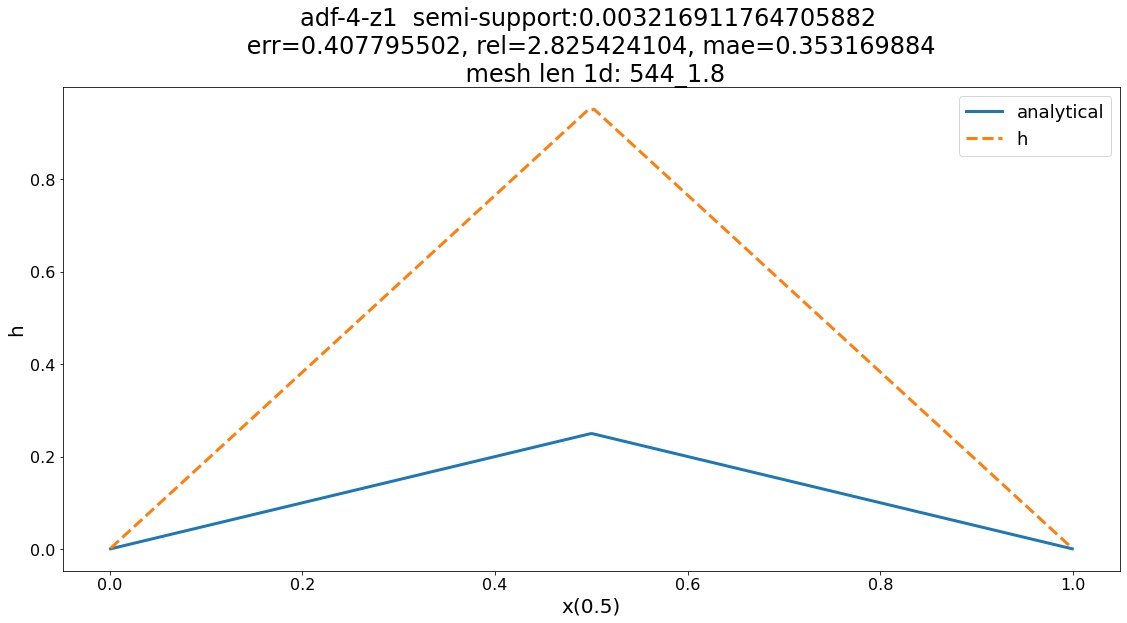 adf-4-z1  semi-support:0.003216911764705882
err=0.407795502, rel=2.825424104, mae=0.353169884
mesh len 1d: 544_1.8
analytical
h
0.8
0.6
0.4
0.2
0.0
h
0.0 0.2 0.4 0.6 0.8 1.0
x(0.5)